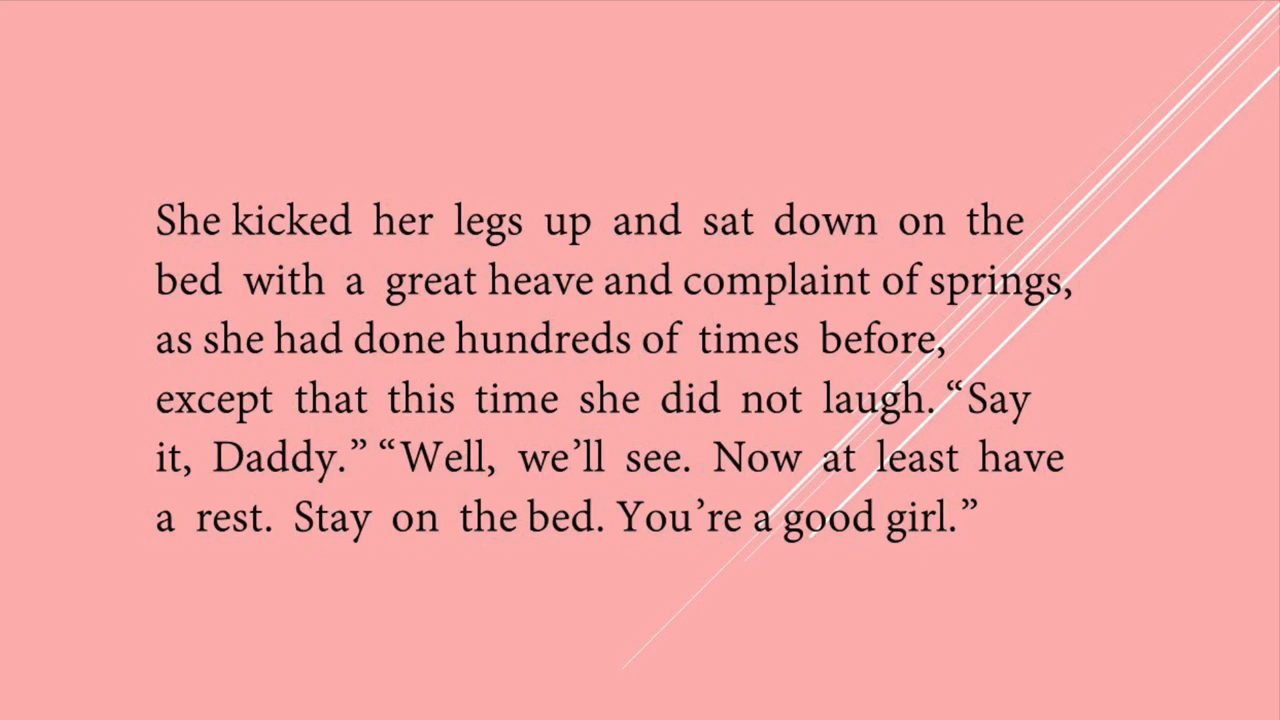 She kicked her legs up and sat down on the
bed with a great heave and complaint of springs,
as she had done hundreds of times before,
except that this time she did not laugh. “Say
it, Daddy.” “Well, we’ll see. Now at least have
a rest. Stay on the bed. You’re a good girl.”